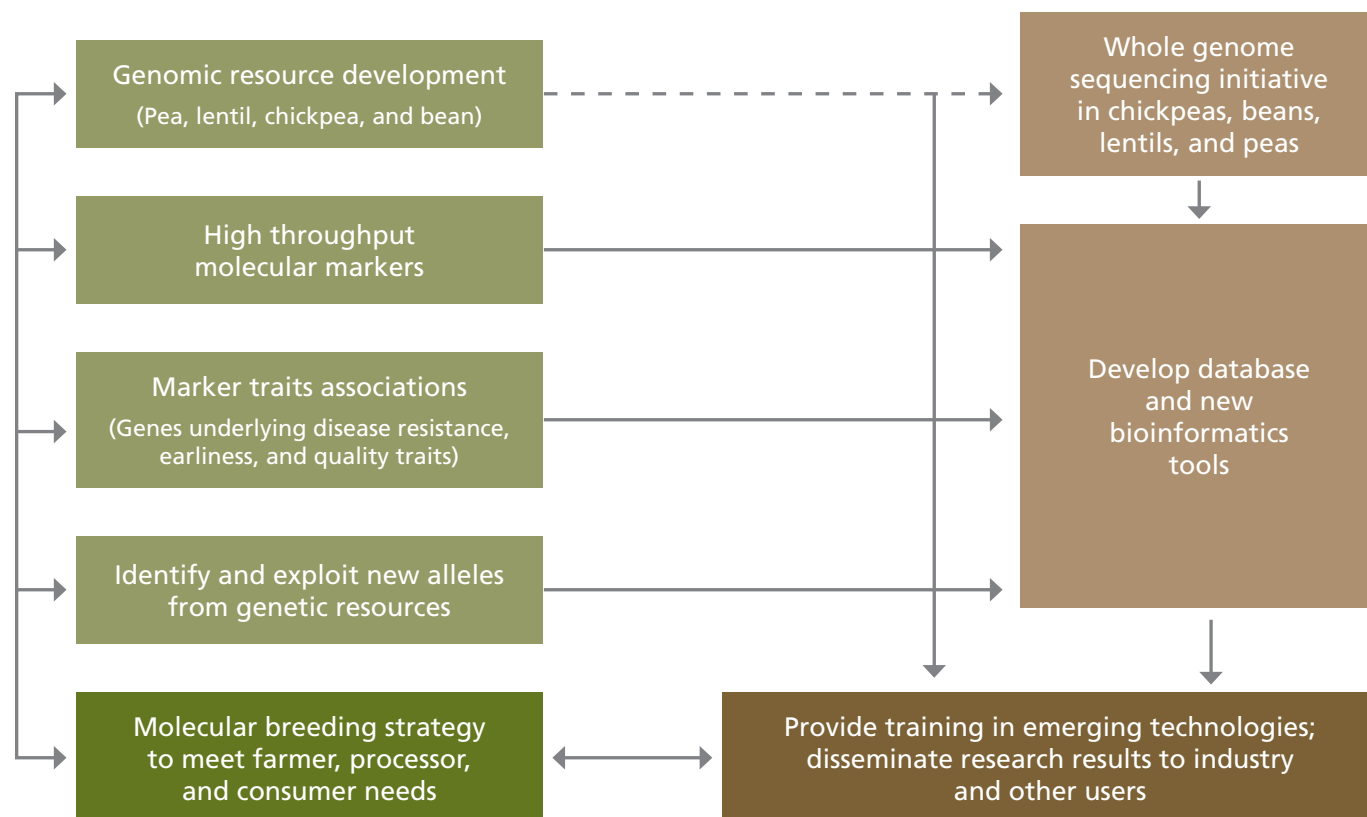 Genomic resource development
(Pea, lentil, chickpea, and bean)
Whole genome
sequencing initiative
in chickpeas, beans,
lentils, and peas
High throughput
molecular markers
Marker traits associations
(Genes underlying disease resistance,
earliness, and quality traits)
Develop database
and new
bioinformatics
tools
Identify and exploit new alleles
from genetic resources
Molecular breeding strategy
to meet farmer, processor,
and consumer needs
Provide training in emerging technologies;
disseminate research results to industry
and other users